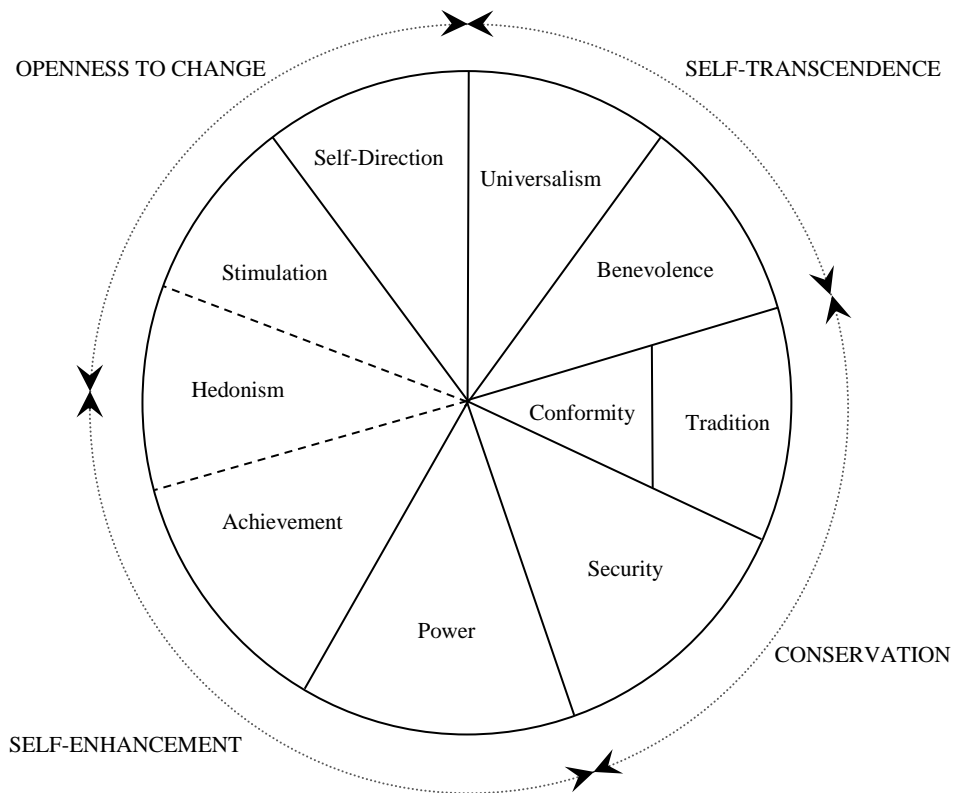 OPENNESS TO CHANGE
SELF-TRANSCENDENCE
Self-Direction
Universalism
Stimulation
Benevolence
Hedonism
Conformity
Tradition
Achievement
Security
Power
CONSERVATION
SELF-ENHANCEMENT